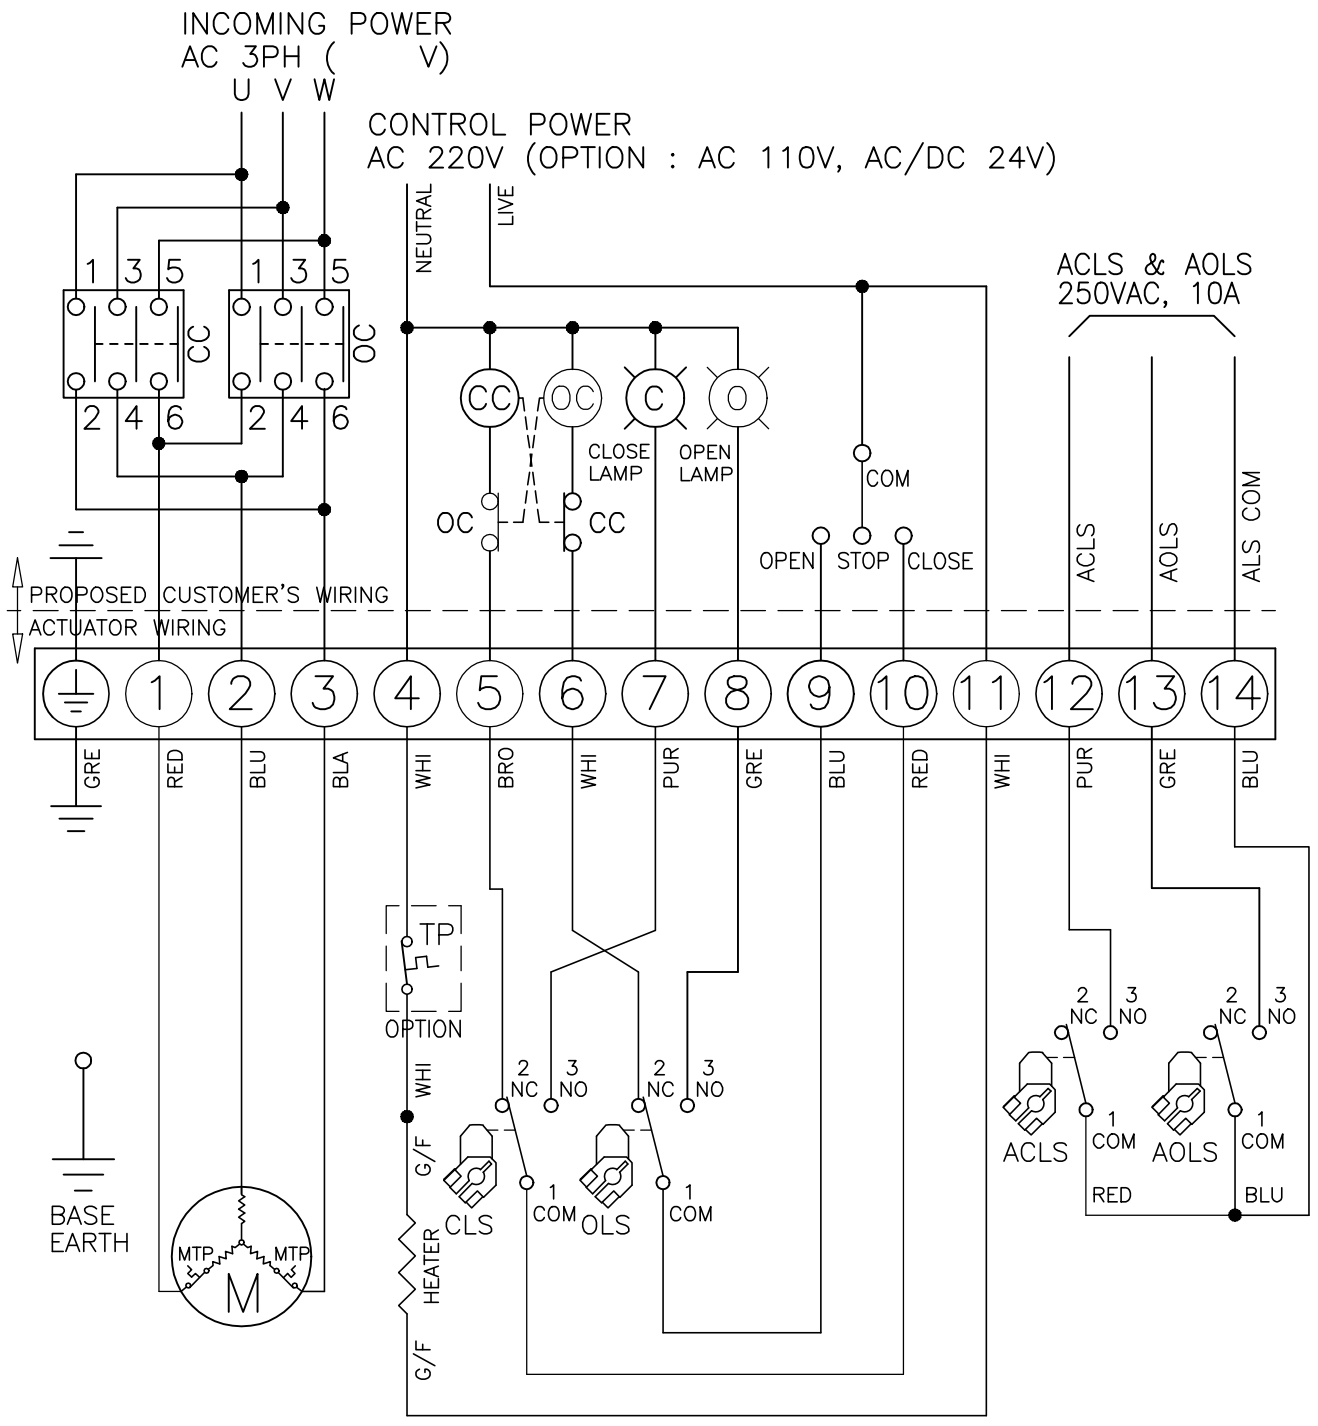 INCOMING POWER
AC 3PH ( V)
U V W
CONTROL POWER
AC 220V (OPTION : AC 110V, AC/DC 24V)
NEUTRAL
LIVE
1 3 5
1 3 5
CC
OC
2 4 6
2 4 6
ACLS & AOLS
250VAC, 10A
CC
OC
C
O
CLOSE
LAMP
OPEN
LAMP
COM
OC
CC
OPEN STOP CLOSE
ACLS
AOLS
ALS COM
PROPOSED CUSTOMER'S WIRING
ACTUATOR WIRING
1 2 3 4 5 6 7 8 9 10 11 12 13 14
GRE
RED
BLU
BLA
WHI
BRO
WHI
PUR
GRE
BLU
RED
WHI
PUR
GRE
BLU
TP
OPTION
WHI
G/F
HEATER
G/F
2
NC
3
NO
1
COM
CLS
2
NC
3
NO
1
COM
OLS
2
NC
3
NO
1
COM
ACLS
RED
2
NC
3
NO
1
COM
AOLS
BLU
BASE
EARTH
MTP MTP
M